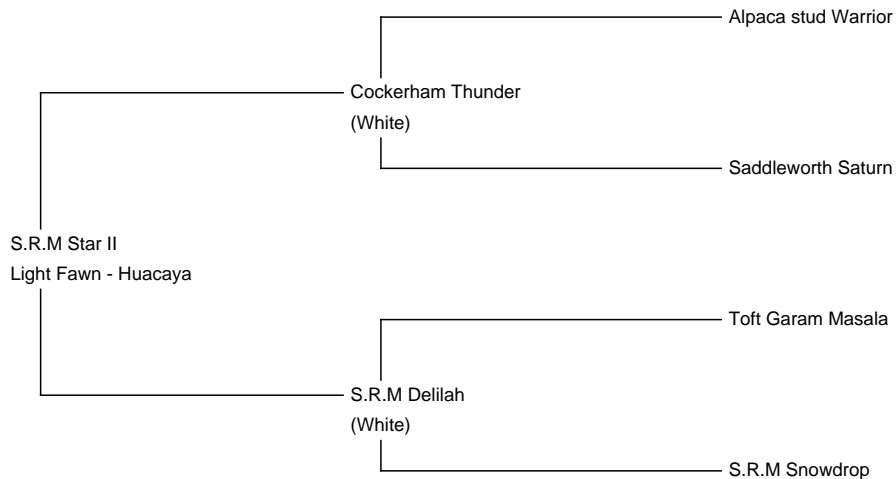 Alpaca stud Warrior
Cockerham Thunder
(White)
Saddleworth Saturn
S.R.M Star II
Light Fawn - Huacaya
Toft Garam Masala
S.R.M Delilah
(White)
S.R.M Snowdrop